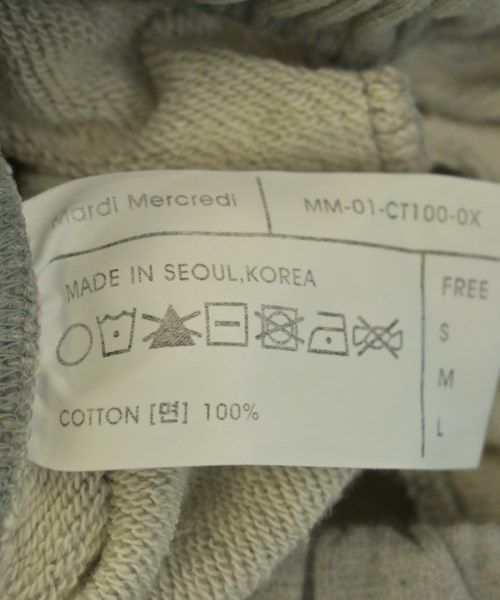 Mardi Mercredi
MM-01-CT100-0X
MADE IN SEOUL,KOREA
COTTON [면] 100%
FREE
S
M
L